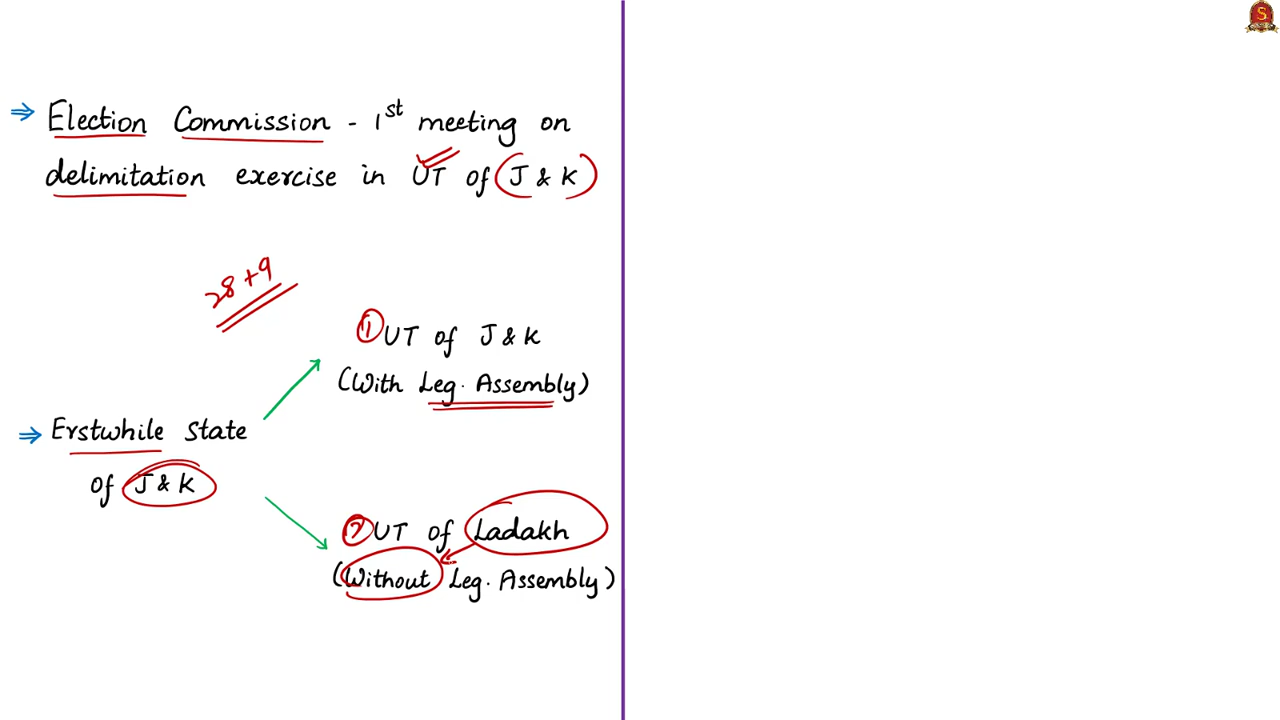 ⇒ Election Commission - 1st meeting on
delimitation exercise in UT of (J & K)
28+9
① UT of J & K
(With Leg. Assembly)
⇒ Erstwhile State
of J & K
② UT of Ladakh
(Without Leg. Assembly)
S